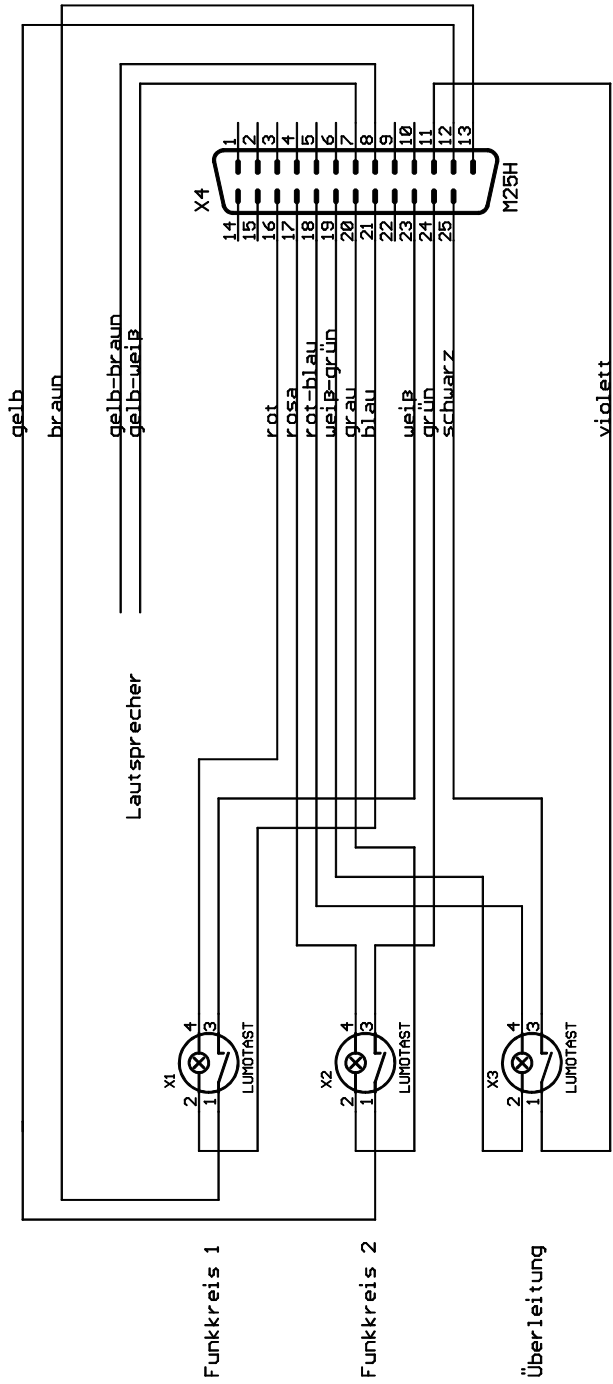 gelb
braun
gelb-braun
gelb-weiß
Lautsprecher
X4
M25H
1
2
3
4
5
6
7
8
9
10
11
12
13
14
15
16
17
18
19
20
21
22
23
24
25
rot
rosa
rot-blau
weiß-grün
grau
blau
weiß
grün
schwarz
violett
X1
2
4
1
3
LUMOTAST
Funkkreis 1
X2
2
4
1
3
LUMOTAST
Funkkreis 2
X3
2
4
1
3
LUMOTAST
Überleitung